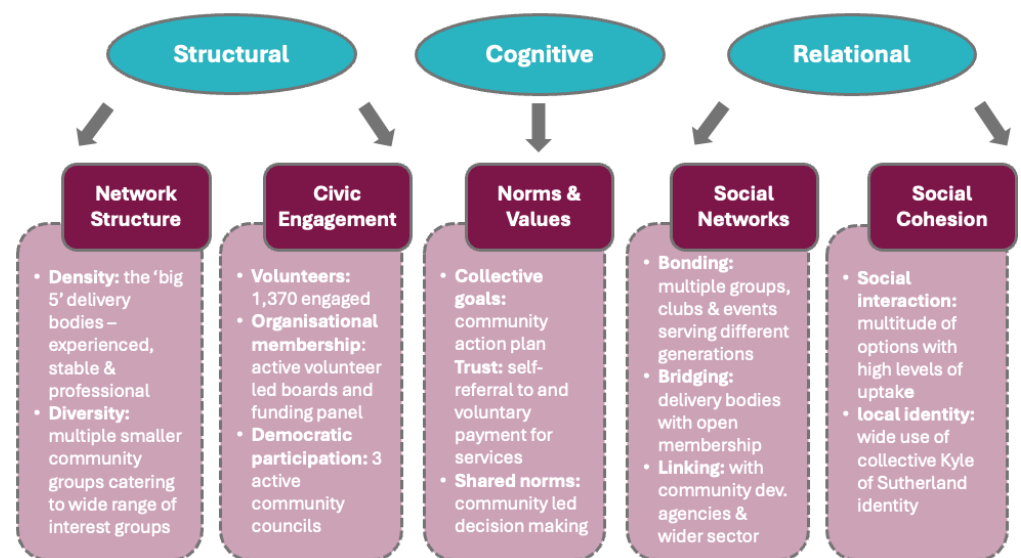 Structural
Cognitive
Relational
Network
Structure
• Density: the ‘big
5’ delivery
bodies –
experienced,
stable &
professional
• Diversity:
multiple smaller
community
groups catering
to wide range of
interest groups
Civic
Engagement
• Volunteers:
1,370 engaged
• Organisational
membership:
active volunteer
led boards and
funding panel
• Democratic
participation: 3
active
community
councils
Norms &
Values
• Collective
goals:
community
action plan
Trust: self-
referral to and
voluntary
payment for
services
• Shared norms:
community led
decision making
Social
Networks
• Bonding:
multiple groups,
clubs & events
serving different
generations
• Bridging:
delivery bodies
with open
membership
• Linking: with
community dev.
agencies &
wider sector
Social
Cohesion
• Social
interaction:
multitude of
options with
high levels of
uptake
• local identity:
wide use of
collective Kyle
of Sutherland
identity